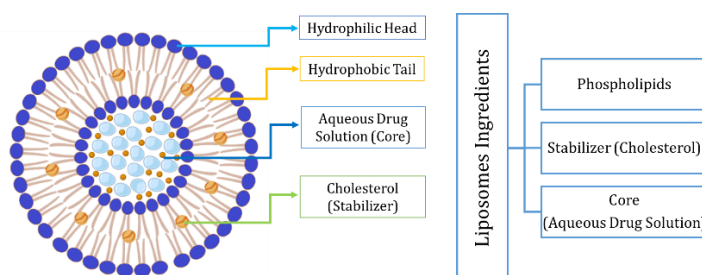 Hydrophilic Head
Hydrophobic Tail
Aqueous Drug
Solution (Core)
Cholesterol
(Stabilizer)
Liposomes Ingredients
Phospholipids
Stabilizer (Cholesterol)
Core
(Aqueous Drug Solution)